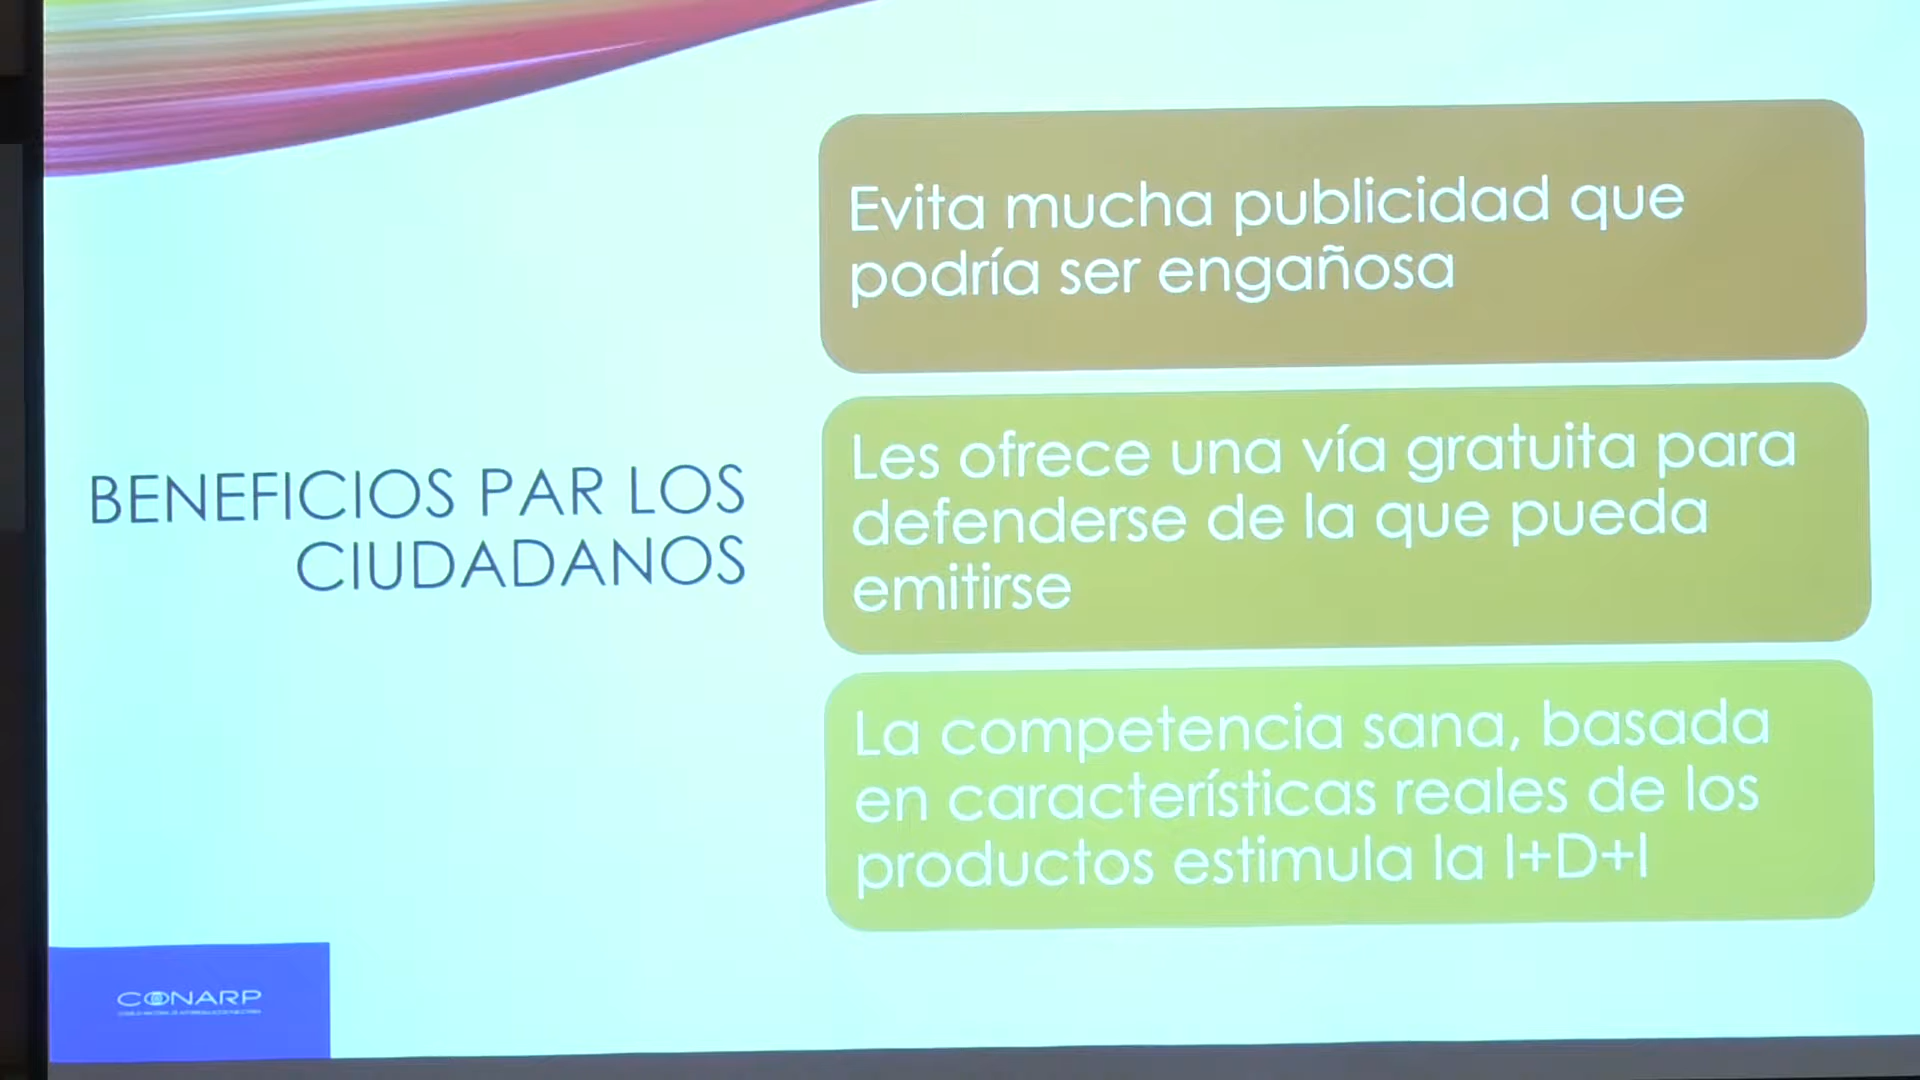 BENEFICIOS PAR LOS
CIUDADANOS
Evita mucha publicidad que
podría ser engañosa
Les ofrece una vía gratuita para
defenderse de la que pueda
emitirse
La competencia sana, basada
en características reales de los
productos estimula la I+D+I
CONARP